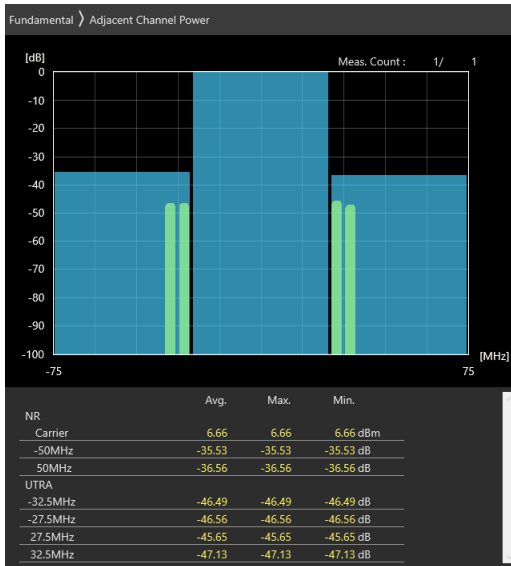 Fundamental 〉 Adjacent Channel Power
[dB]
Meas. Count : 1/ 1
0
-10
-20
-30
-40
-50
-60
-70
-80
-90
-100
[MHz]
-75 75
Avg. Max. Min.
NR
Carrier 6.66 6.66 6.66 dBm
-50MHz -35.53 -35.53 -35.53 dB
50MHz -36.56 -36.56 -36.56 dB
UTRA
-32.5MHz -46.49 -46.49 -46.49 dB
-27.5MHz -46.56 -46.56 -46.56 dB
27.5MHz -45.65 -45.65 -45.65 dB
32.5MHz -47.13 -47.13 -47.13 dB